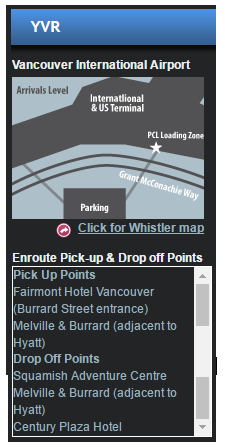 YVR
Vancouver International Airport
Arrivals Level
Internatliional
& US Terminal
PCL Loading Zone
Grant McConachie Way
Parking
Click for Whistler map
Enroute Pick-up & Drop off Points
Pick Up Points
Fairmont Hotel Vancouver
(Burrard Street entrance)
Melville & Burrard (adjacent to
Hyatt)
Drop Off Points
Squamish Adventure Centre
Melville & Burrard (adjacent to
Hyatt)
Century Plaza Hotel